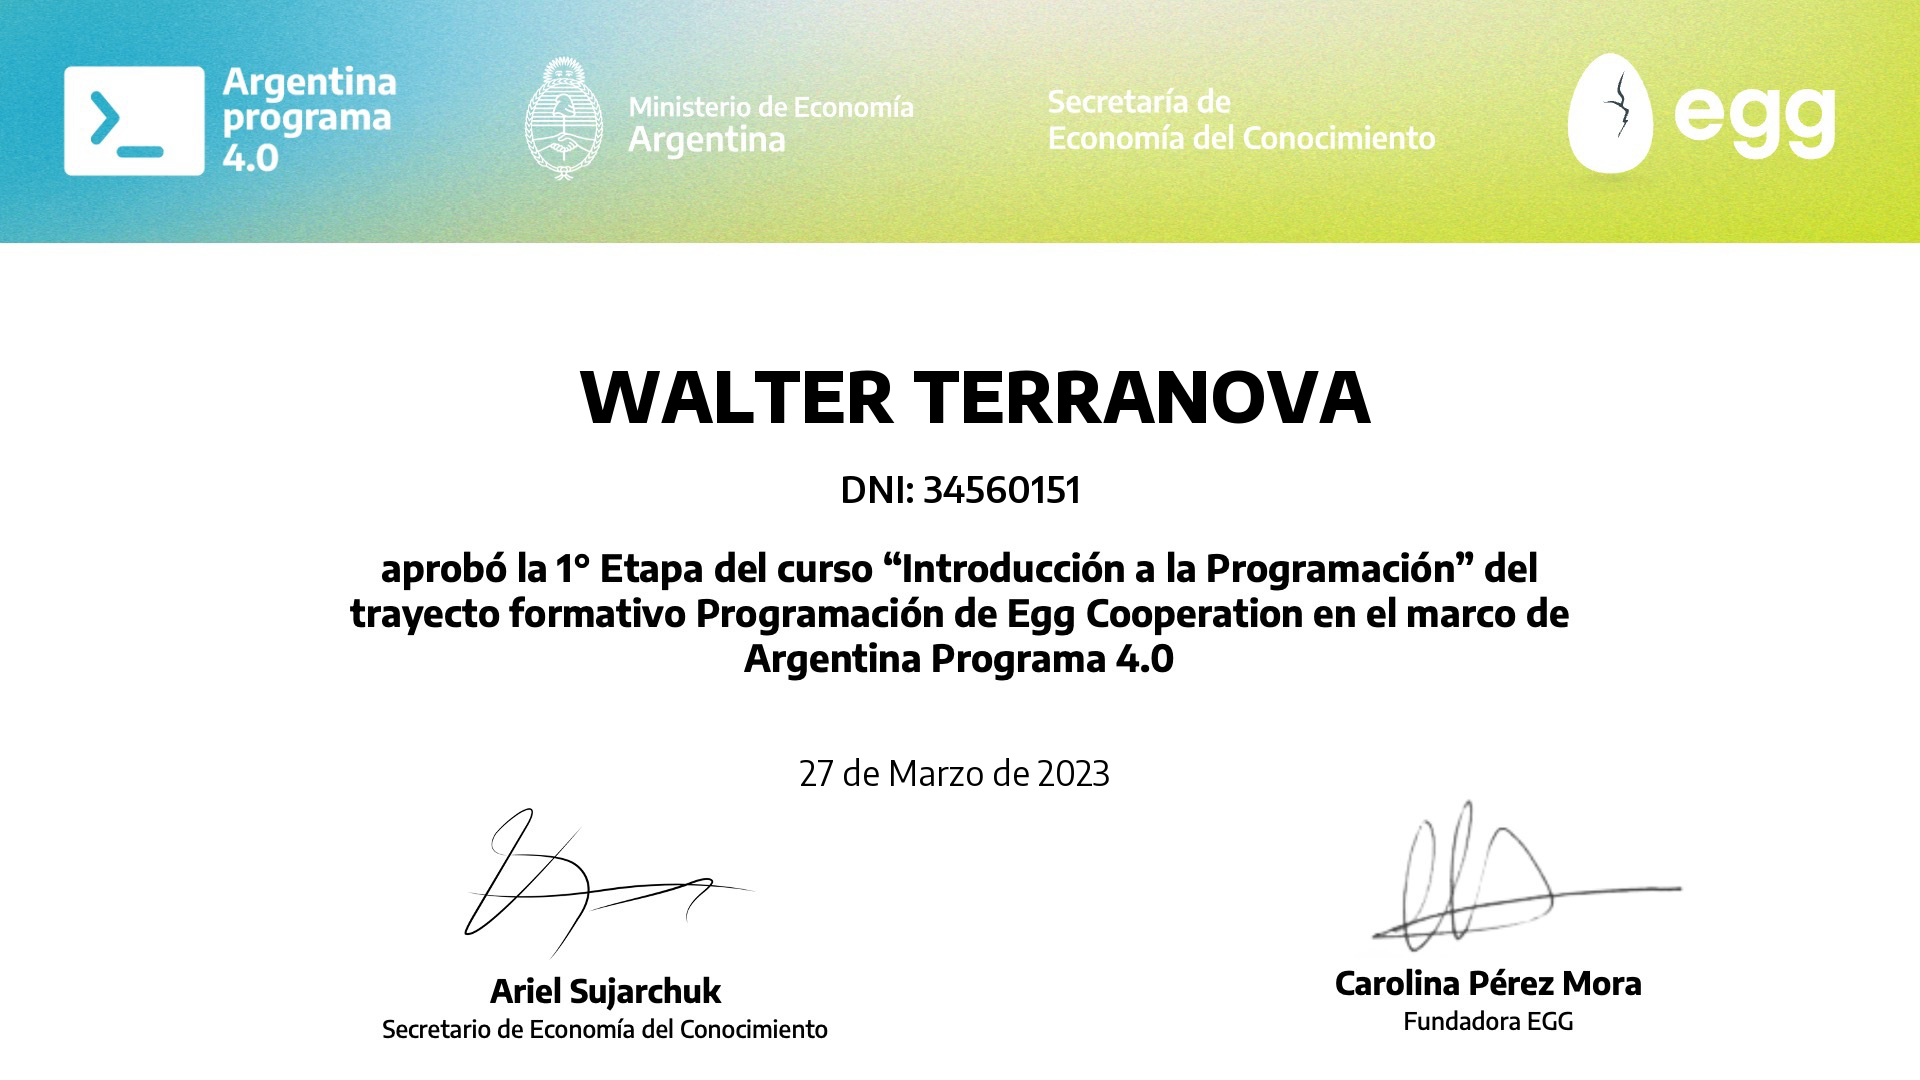 Argentina
programa
4.0
Ministerio de Economía
Argentina
Secretaría de
Economía del Conocimiento
egg
WALTER TERRANOVA
DNI: 34560151
aprobó la 1° Etapa del curso “Introducción a la Programación” del
trayecto formativo Programación de Egg Cooperation en el marco de
Argentina Programa 4.0
27 de Marzo de 2023
Ariel Sujarchuk
Secretario de Economía del Conocimiento
Carolina Pérez Mora
Fundadora EGG